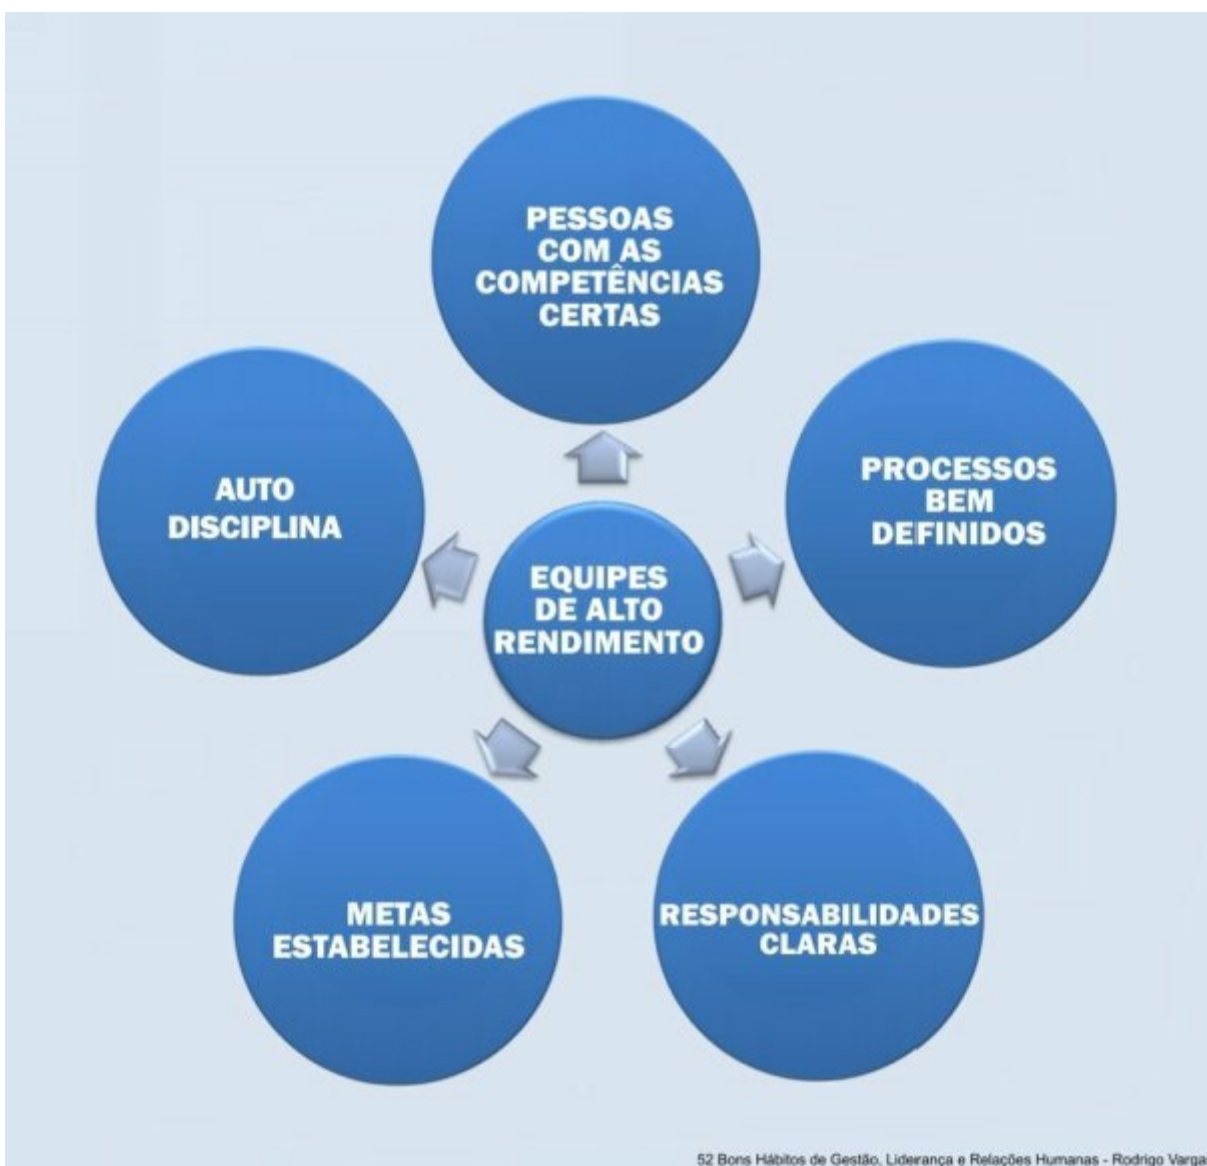 PESSOAS
COM AS
COMPETÊNCIAS
CERTAS
PROCESSOS
BEM
DEFINIDOS
AUTO
DISCIPLINA
EQUIPES
DE ALTO
RENDIMENTO
METAS
ESTABELECIDAS
RESPONSABILIDADES
CLARAS
52 Bons Hábitos de Gestão, Liderança e Relações Humanas - Rodrigo Varga